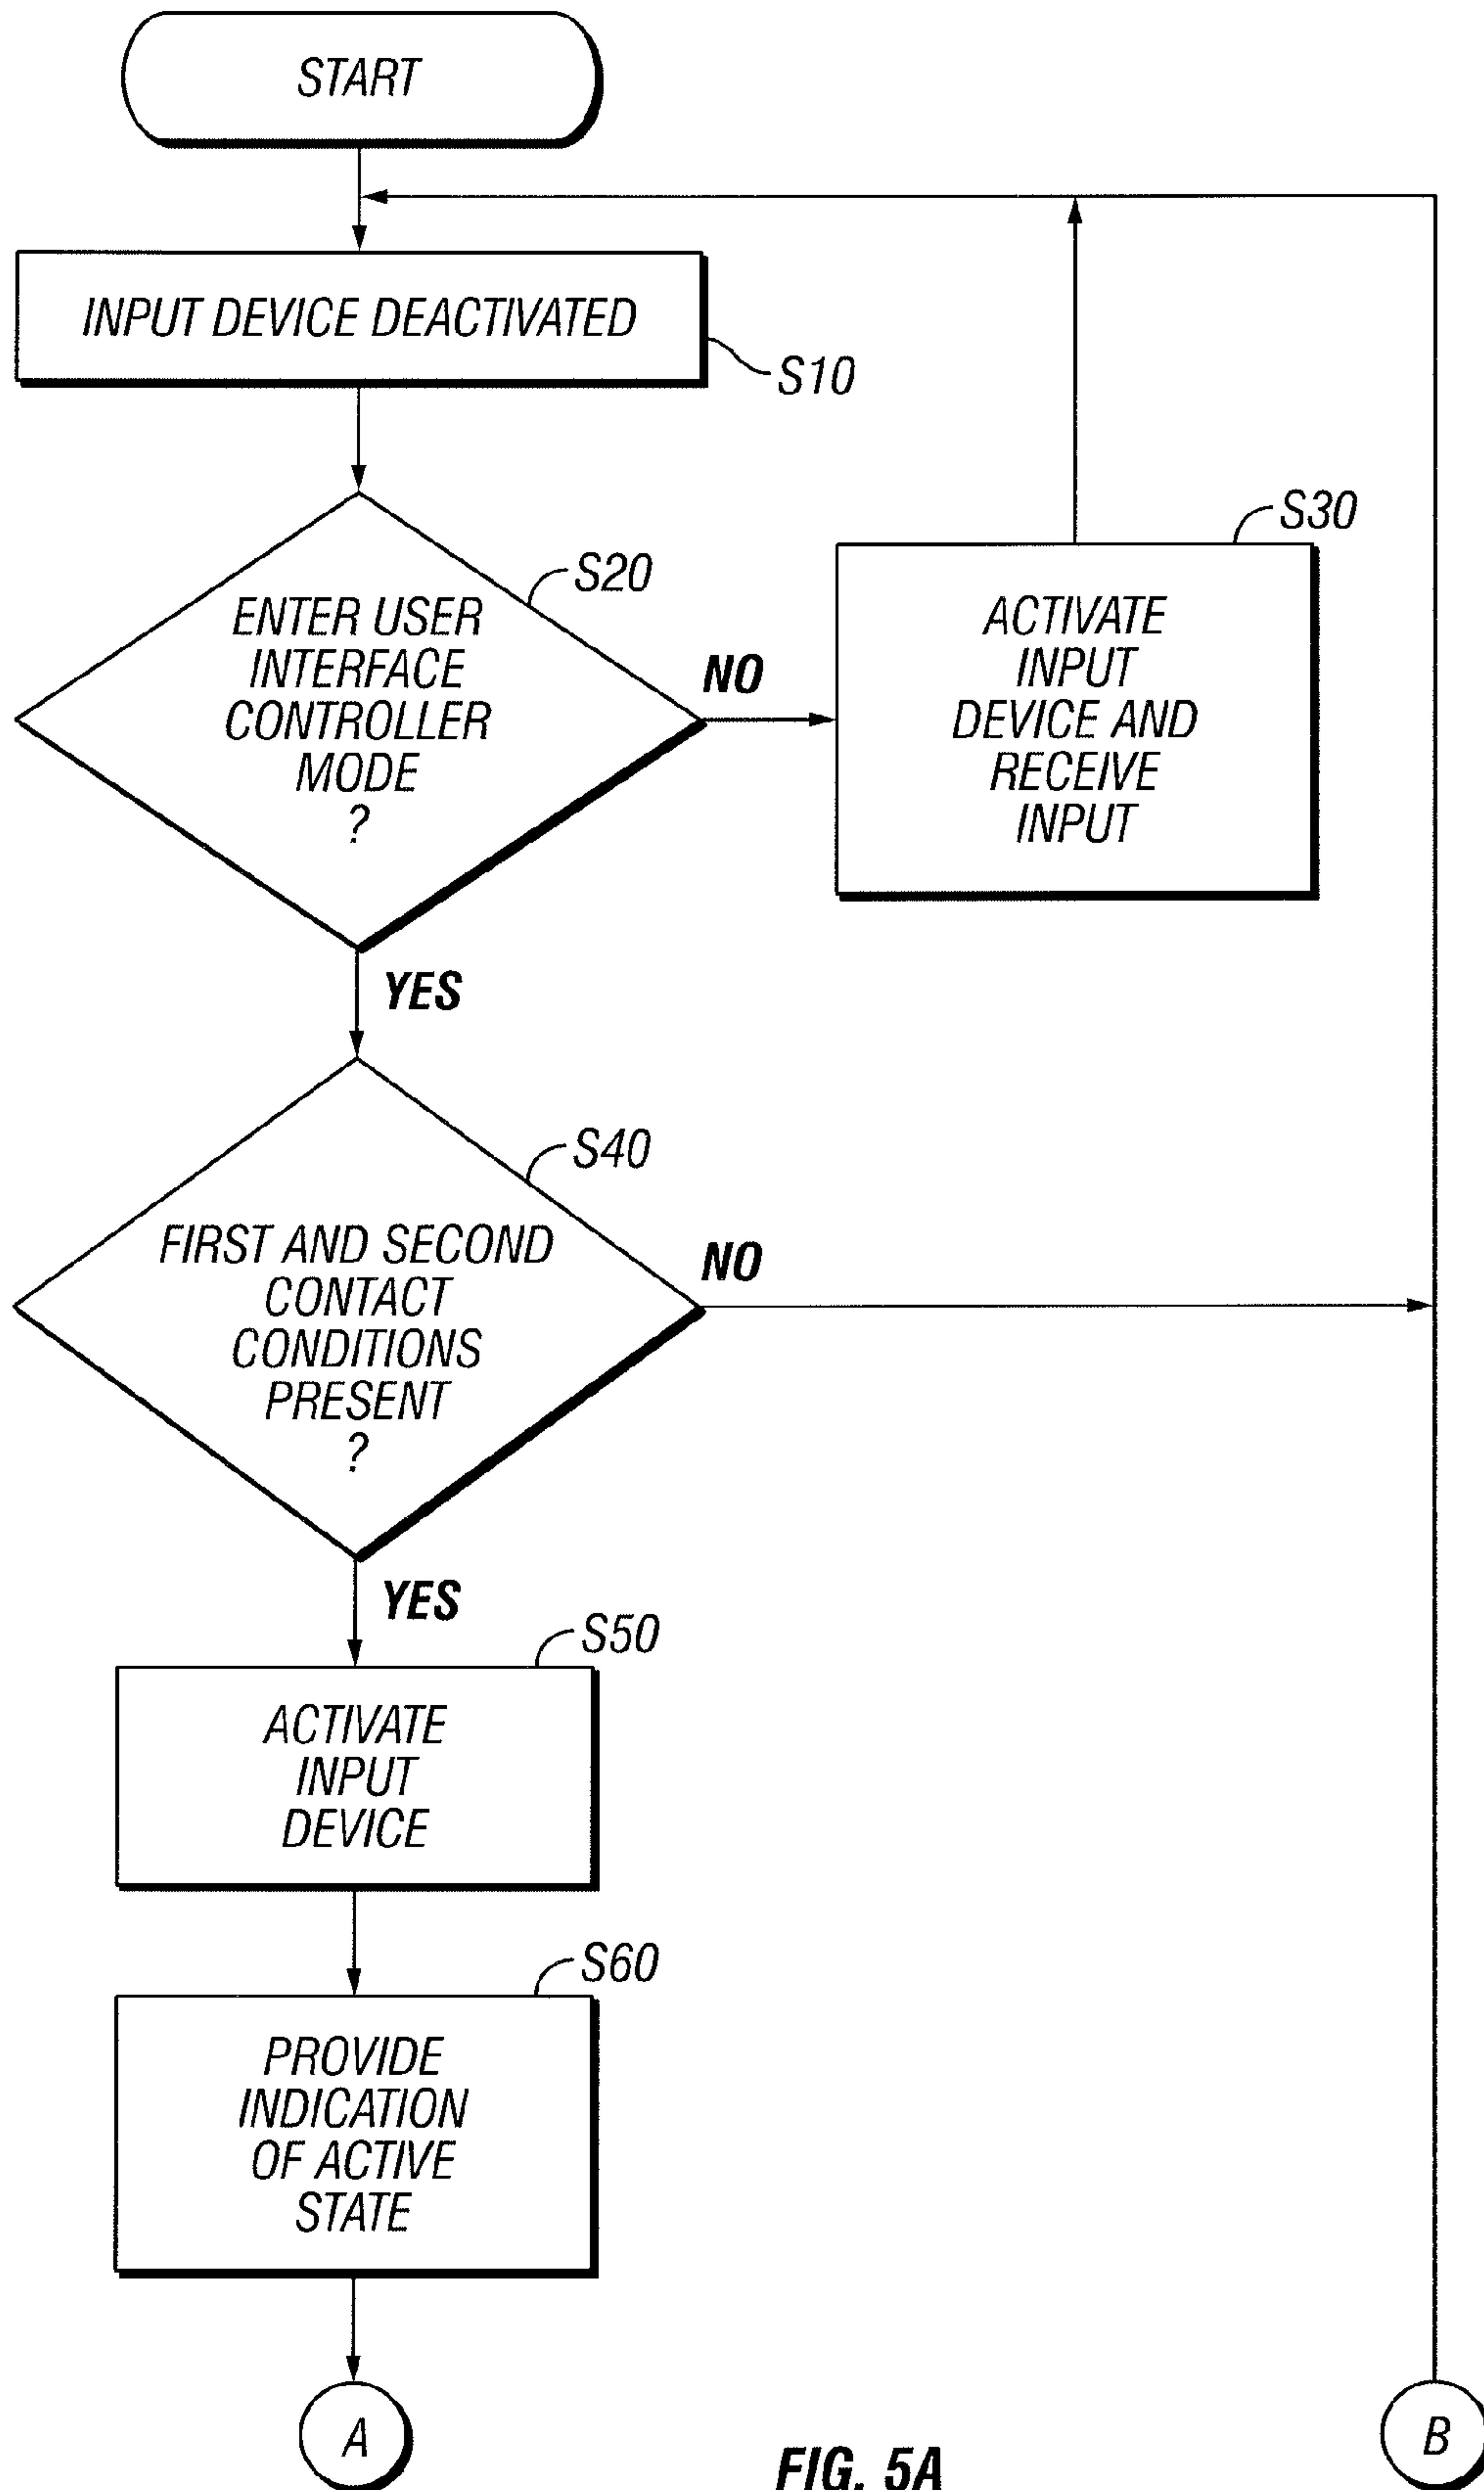 START
INPUT DEVICE DEACTIVATED
S10
S20
ENTER USER
INTERFACE
CONTROLLER
MODE
?
NO
S30
ACTIVATE
INPUT
DEVICE AND
RECEIVE
INPUT
YES
S40
FIRST AND SECOND
CONTACT
CONDITIONS
PRESENT
?
NO
YES
S50
ACTIVATE
INPUT
DEVICE
S60
PROVIDE
INDICATION
OF ACTIVE
STATE
A
B
FIG. 5A